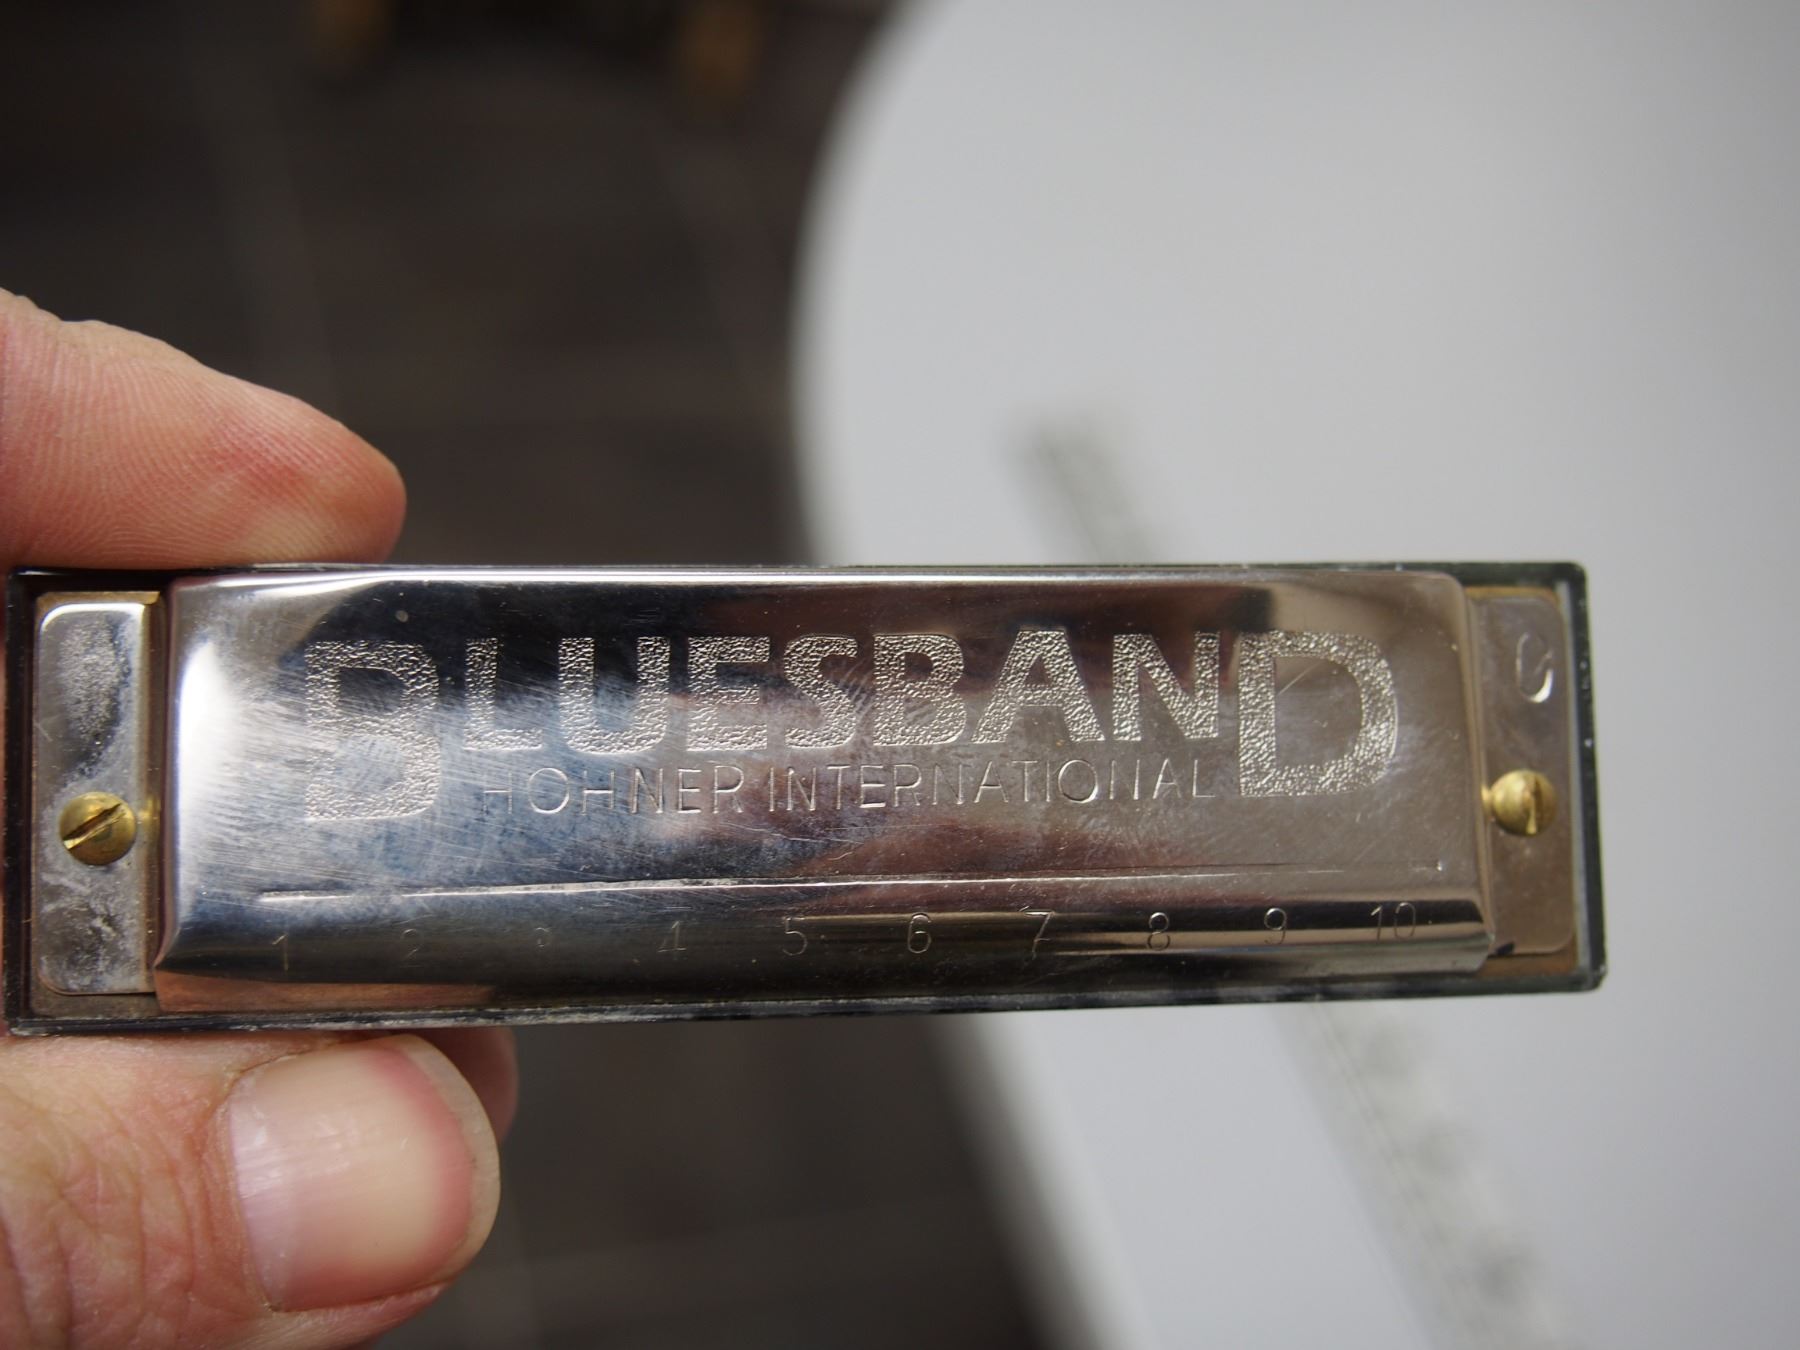 BLUESBAND
HOHNER INTERNATIONAL
1 2 3 4 5 6 7 8 9 10